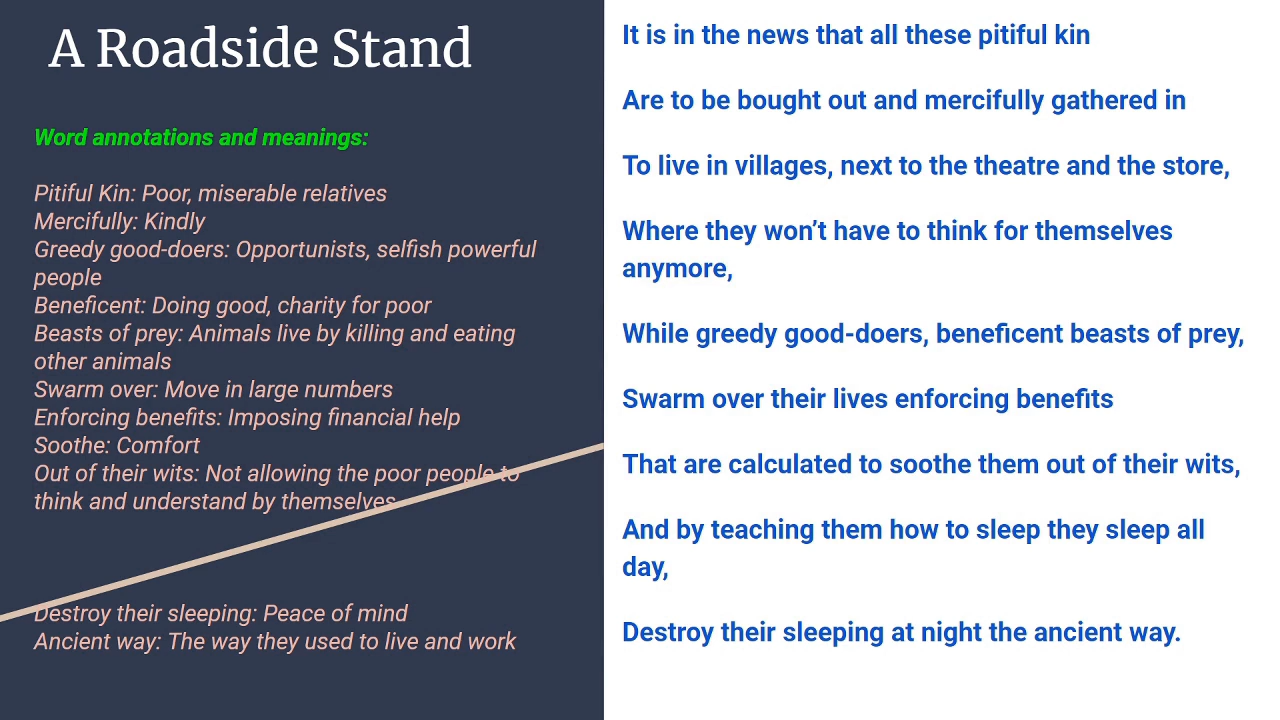 A Roadside Stand
Word annotations and meanings:
Pitiful Kin: Poor, miserable relatives
Mercifully: Kindly
Greedy good-doers: Opportunists, selfish powerful
people
Beneficent: Doing good, charity for poor
Beasts of prey: Animals live by killing and eating
other animals
Swarm over: Move in large numbers
Enforcing benefits: Imposing financial help
Soothe: Comfort
Out of their wits: Not allowing the poor people to
think and understand by themselves
Destroy their sleeping: Peace of mind
Ancient way: The way they used to live and work
It is in the news that all these pitiful kin
Are to be bought out and mercifully gathered in
To live in villages, next to the theatre and the store,
Where they won’t have to think for themselves
anymore,
While greedy good-doers, beneficent beasts of prey,
Swarm over their lives enforcing benefits
That are calculated to soothe them out of their wits,
And by teaching them how to sleep they sleep all
day,
Destroy their sleeping at night the ancient way.